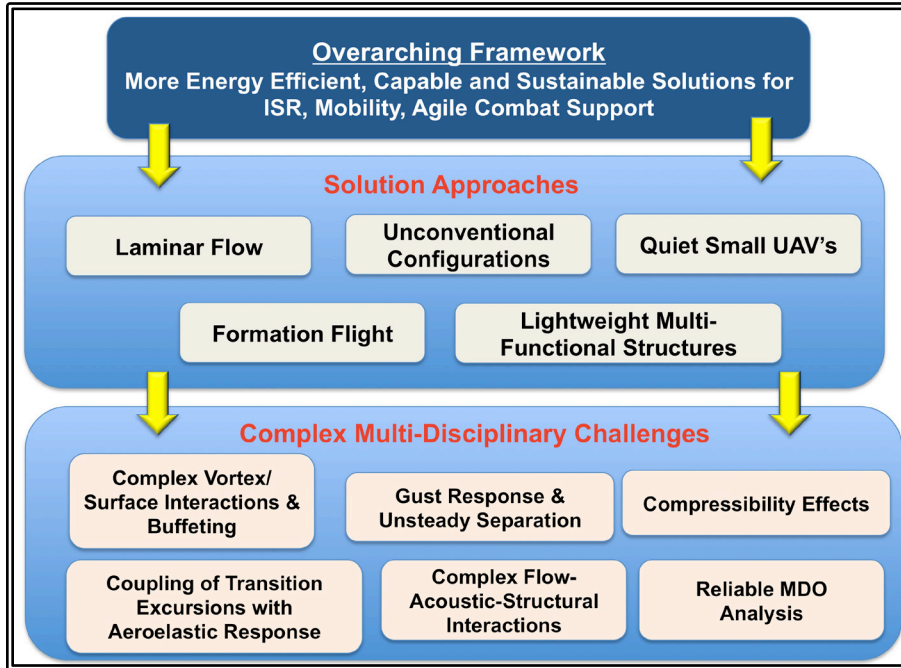 Overarching Framework
More Energy Efficient, Capable and Sustainable Solutions for
ISR, Mobility, Agile Combat Support
Solution Approaches
Laminar Flow
Unconventional
Configurations
Quiet Small UAV's
Formation Flight
Lightweight Multi-
Functional Structures
Complex Multi-Disciplinary Challenges
Complex Vortex/
Surface Interactions &
Buffeting
Gust Response &
Unsteady Separation
Compressibility Effects
Coupling of Transition
Excursions with
Aeroelastic Response
Complex Flow-
Acoustic-Structural
Interactions
Reliable MDO
Analysis